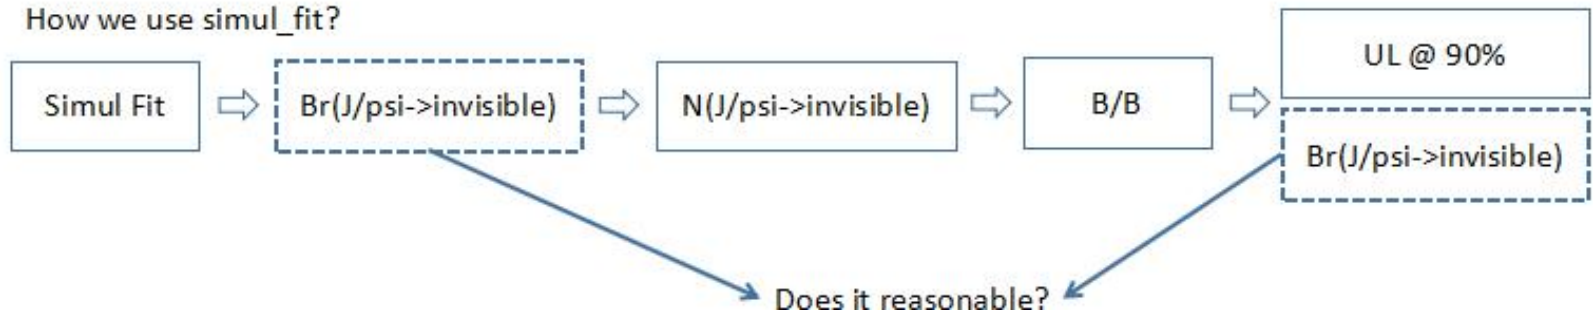 How we use simul_fit?
Simul Fit
Br(J/psi->invisible)
N(J/psi->invisible)
B/B
UL @ 90%
Br(J/psi->invisible)
Does it reasonable?